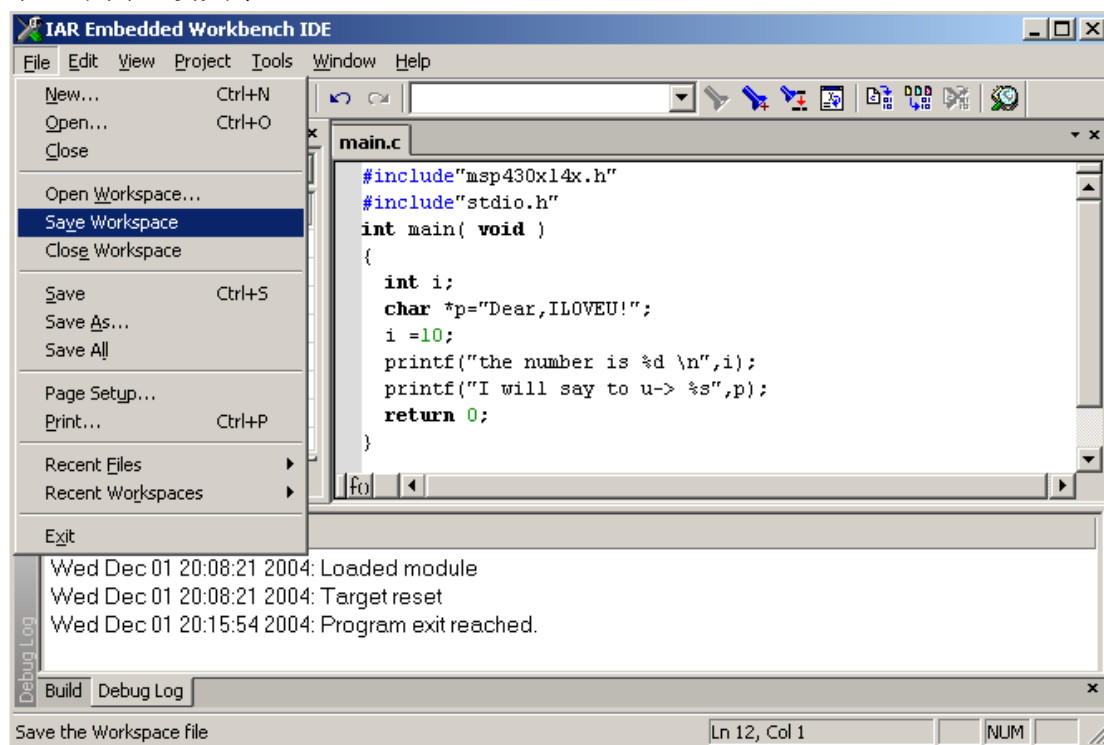 IAR Embedded Workbench IDE
File Edit View Project Tools Window Help
New... Ctrl+N
Open... Ctrl+O
Close
Open Workspace...
Save Workspace
Close Workspace
Save Ctrl+S
Save As...
Save All
Page Setup...
Print... Ctrl+P
Recent Files
Recent Workspaces
Exit
main.c
#include"msp430x14x.h"
#include"stdio.h"
int main( void )
{
int i;
char *p="Dear,ILOVEU!";
i =10;
printf("the number is %d \n",i);
printf("I will say to u-> %s",p);
return 0;
}
fo
Wed Dec 01 20:08:21 2004: Loaded module
Wed Dec 01 20:08:21 2004: Target reset
Wed Dec 01 20:15:54 2004: Program exit reached.
Debug Log
Build Debug Log
Save the Workspace file Ln 12, Col 1 NUM